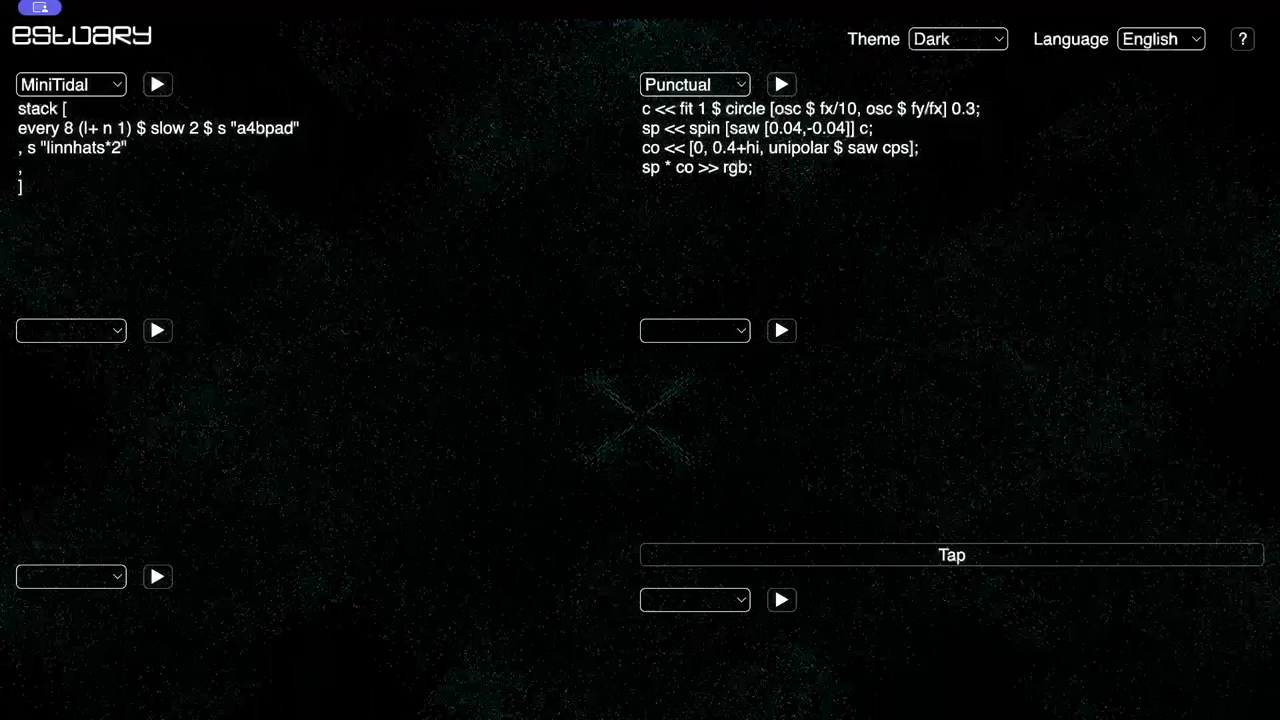 estuary
Theme Dark Language English ?
MiniTidal
stack [
every 8 (l+ n 1) $ slow 2 $ s "a4bpad"
, s "linnhats*2"
,
]
Punctual
c << fit 1 $ circle [osc $ fx/10, osc $ fy/fx] 0.3;
sp << spin [saw [0.04,-0.04]] c;
co << [0, 0.4+hi, unipolar $ saw cps];
sp * co >> rgb;
Tap